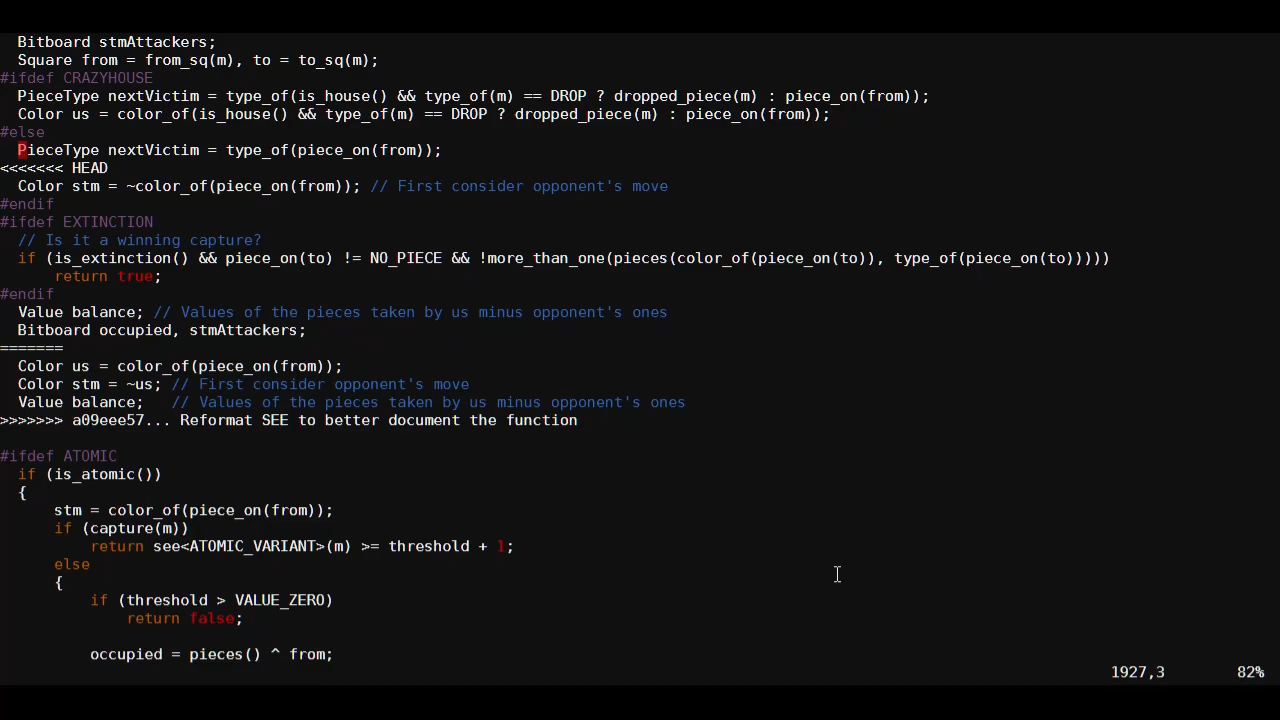 Bitboard stmAttackers;
Square from = from_sq(m), to = to_sq(m);
#ifdef CRAZYHOUSE
PieceType nextVictim = type_of(is_house() && type_of(m) == DROP ? dropped_piece(m) : piece_on(from));
Color us = color_of(is_house() && type_of(m) == DROP ? dropped_piece(m) : piece_on(from));
#else
PieceType nextVictim = type_of(piece_on(from));
<<<<<<< HEAD
Color stm = ~color_of(piece_on(from)); // First consider opponent's move
#endif
#ifdef EXTINCTION
// Is it a winning capture?
if (is_extinction() && piece_on(to) != NO_PIECE && !more_than_one(pieces(color_of(piece_on(to)), type_of(piece_on(to)))))
return true;
#endif
Value balance; // Values of the pieces taken by us minus opponent's ones
Bitboard occupied, stmAttackers;
=======
Color us = color_of(piece_on(from));
Color stm = ~us; // First consider opponent's move
Value balance;   // Values of the pieces taken by us minus opponent's ones
>>>>>>> a09eee57... Reformat SEE to better document the function
#ifdef ATOMIC
if (is_atomic())
{
stm = color_of(piece_on(from));
if (capture(m))
return see<ATOMIC_VARIANT>(m) >= threshold + 1;
else
{
if (threshold > VALUE_ZERO)
return false;
occupied = pieces() ^ from;
1927,3 82%